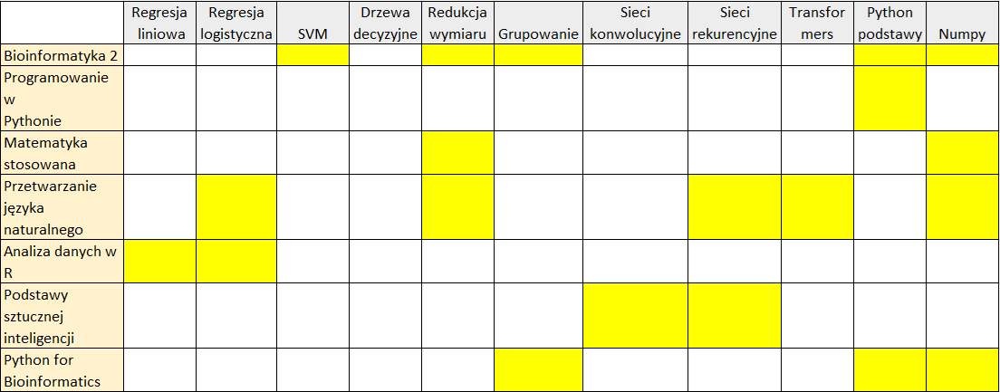 Regresja
liniowa
Regresja
logistyczna
SVM
Drzewa
decyzyjne
Redukcja
wymiaru
Grupowanie
Sieci
konwolucyjne
Sieci
rekurencyjne
Transfor
mers
Python
podstawy
Numpy
Bioinformatyka 2
Programowanie
w
Pythonie
Matematyka
stosowana
Przetwarzanie
języka
naturalnego
Analiza danych w
R
Podstawy
sztucznej
inteligencji
Python for
Bioinformatics